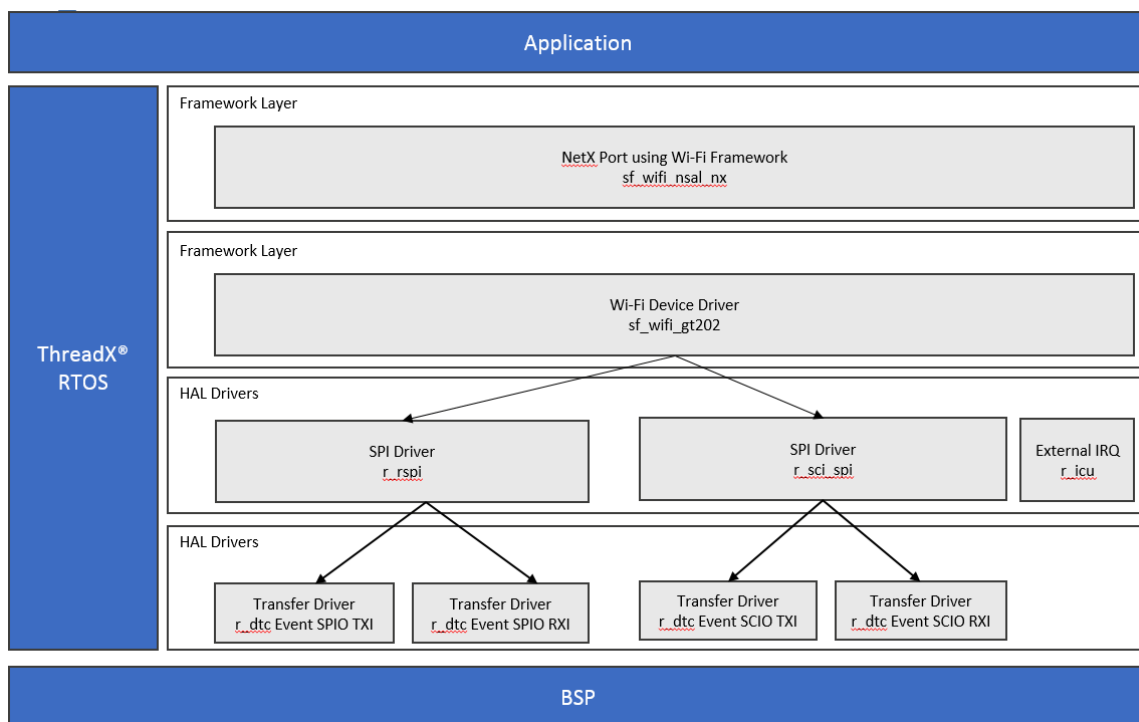 Application
ThreadX®
RTOS
Framework Layer
NetX Port using Wi-Fi Framework
sf_wifi_nsal_nx
Framework Layer
Wi-Fi Device Driver
sf_wifi_gt202
HAL Drivers
SPI Driver
r_rspi
SPI Driver
r_sci_spi
External IRQ
r_icu
HAL Drivers
Transfer Driver
r_dtc Event SPIO TXI
Transfer Driver
r_dtc Event SPIO RXI
Transfer Driver
r_dtc Event SCIO TXI
Transfer Driver
r_dtc Event SCIO RXI
BSP